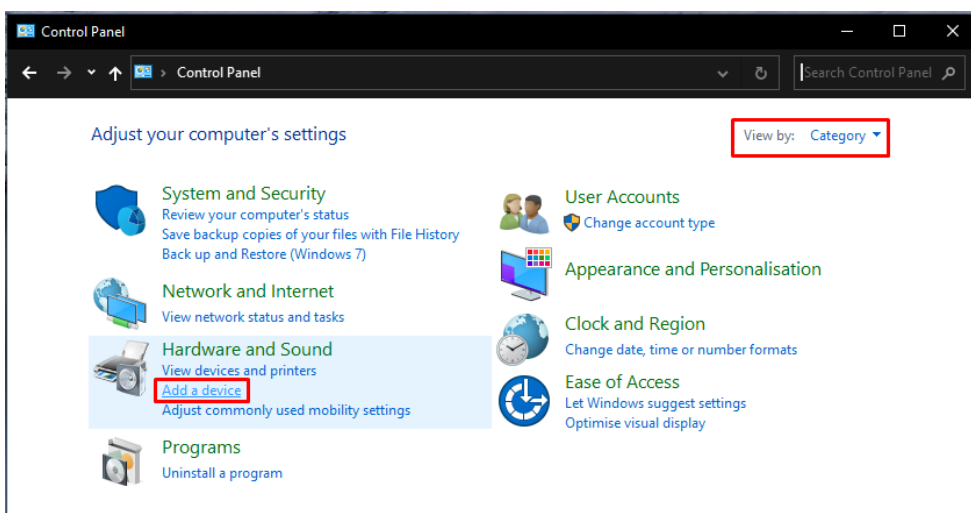 Control Panel
Control Panel
Search Control Panel
Adjust your computer's settings
View by: Category
System and Security
Review your computer's status
Save backup copies of your files with File History
Back up and Restore (Windows 7)
Network and Internet
View network status and tasks
Hardware and Sound
View devices and printers
Add a device
Adjust commonly used mobility settings
Programs
Uninstall a program
User Accounts
Change account type
Appearance and Personalisation
Clock and Region
Change date, time or number formats
Ease of Access
Let Windows suggest settings
Optimise visual display